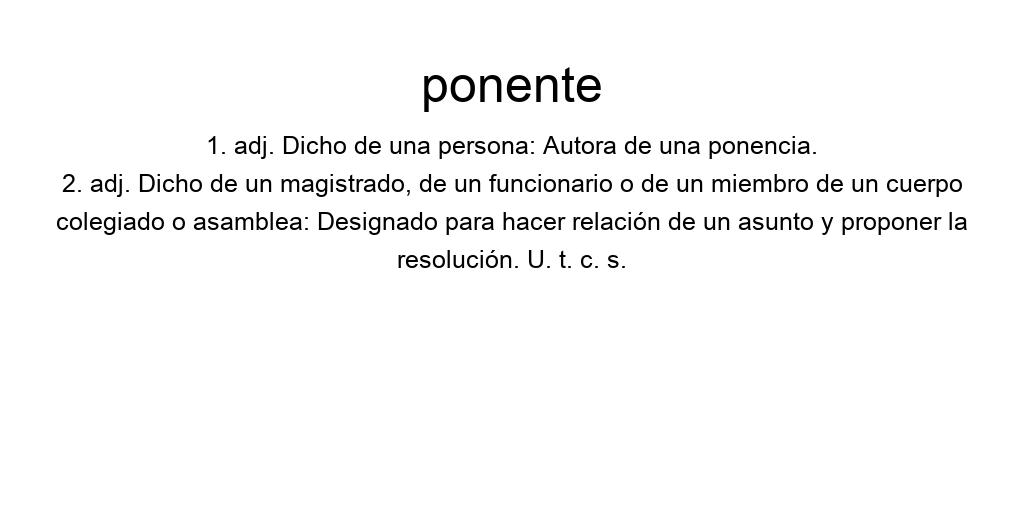 ponente
1. adj. Dicho de una persona: Autora de una ponencia.
2. adj. Dicho de un magistrado, de un funcionario o de un miembro de un cuerpo
colegiado o asamblea: Designado para hacer relación de un asunto y proponer la
resolución. U. t. c. s.